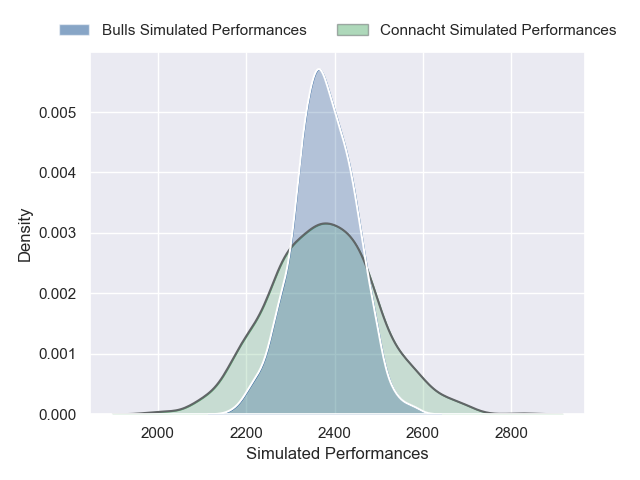 Bulls Simulated Performances
Connacht Simulated Performances
0.005
0.004
0.003
0.002
0.001
0.000
Density
2000
2200
2400
2600
2800
Simulated Performances